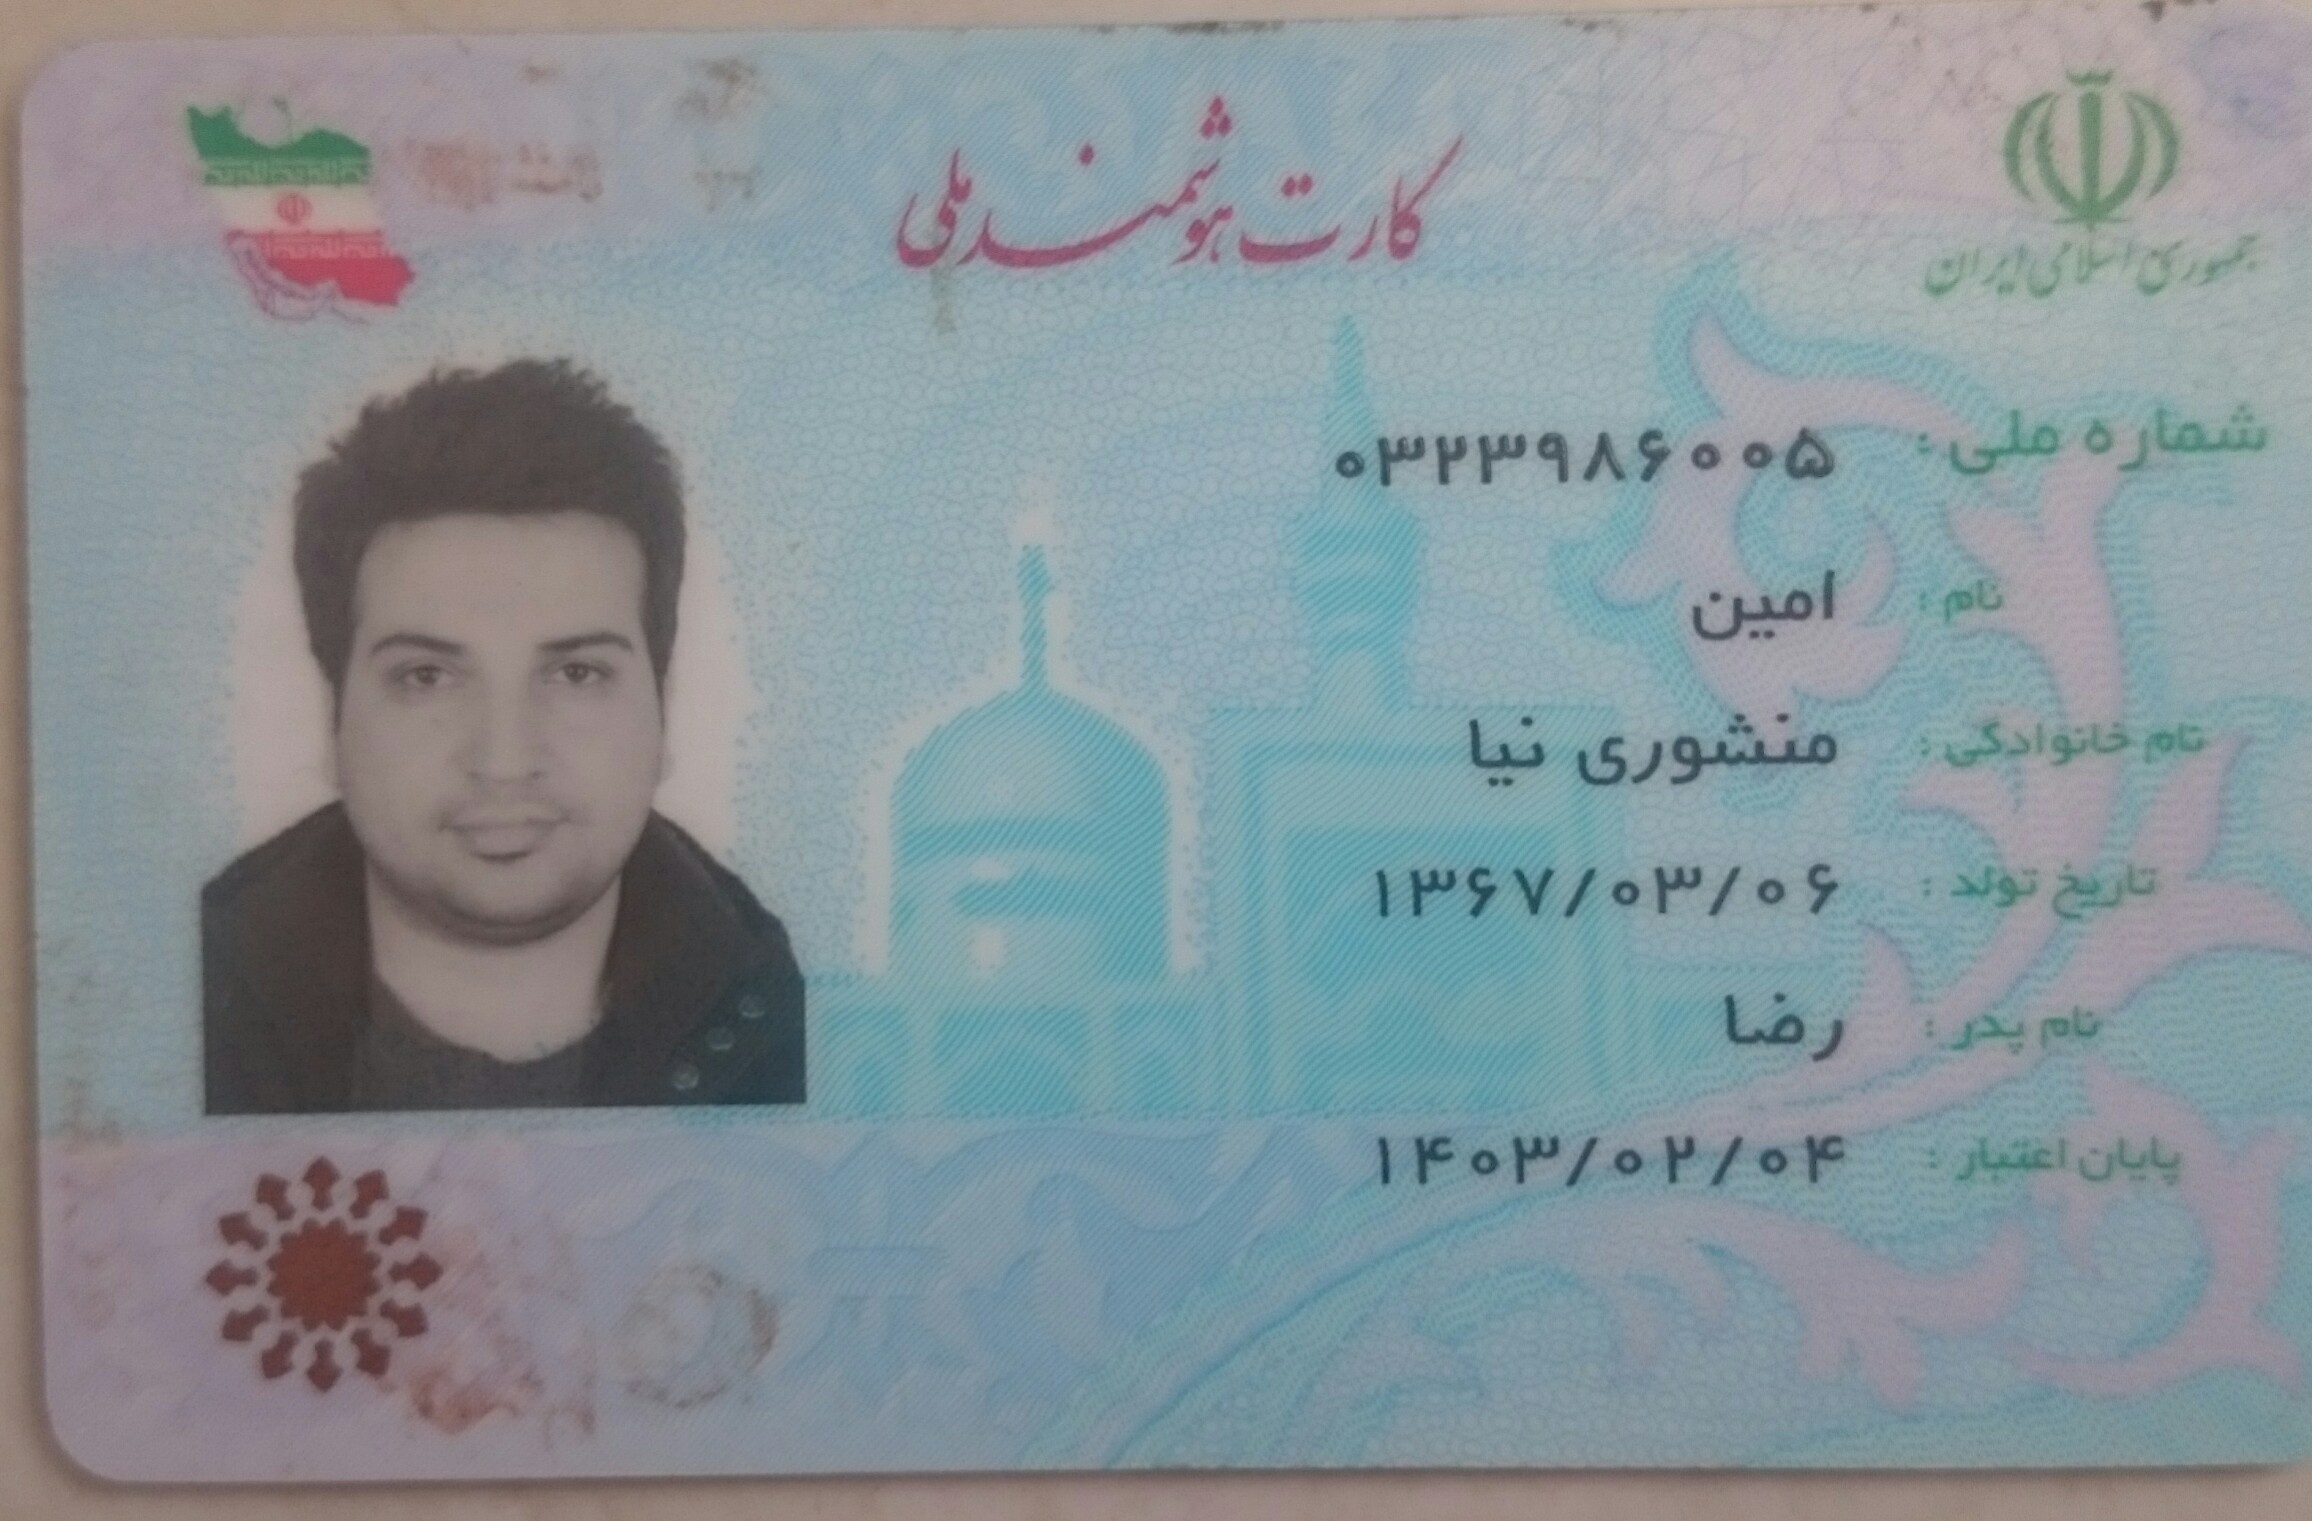 جمهوری اسلامی ایران
کارت هوشمند ملی
شماره ملی : ۰۳۲۳۹۸۶۰۰۵
نام : امین
نام خانوادگی : منشوری نیا
تاریخ تولد : ۱۳۶۷/۰۳/۰۶
نام پدر : رضا
پایان اعتبار : ۱۴۰۳/۰۲/۰۴